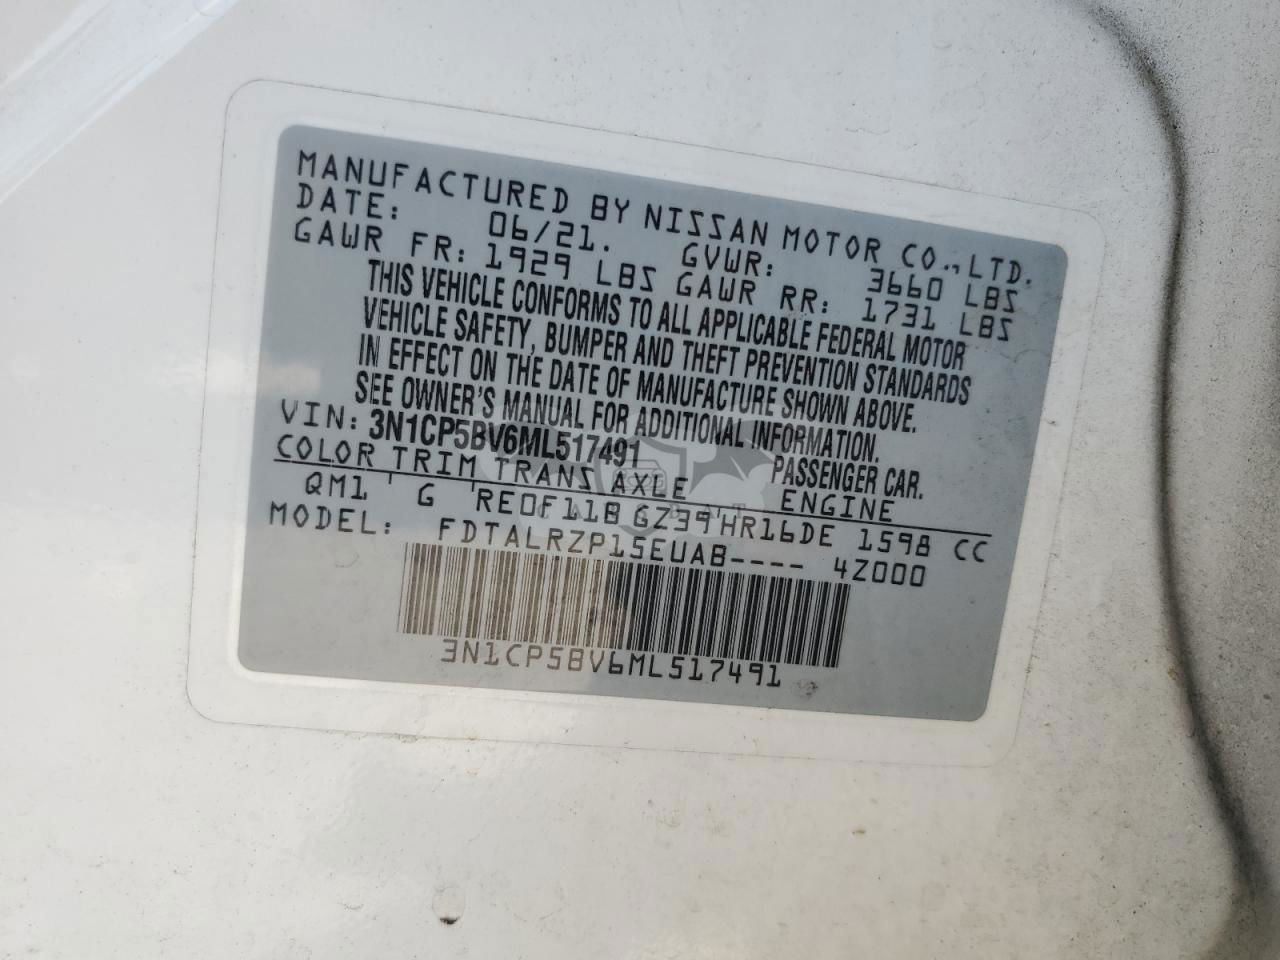 MANUFACTURED BY NISSAN MOTOR CO.,LTD.
DATE: 06/21. GVWR: 3660 LBS
GAWR FR: 1929 LBS GAWR RR: 1731 LBS
THIS VEHICLE CONFORMS TO ALL APPLICABLE FEDERAL MOTOR
VEHICLE SAFETY, BUMPER AND THEFT PREVENTION STANDARDS
IN EFFECT ON THE DATE OF MANUFACTURE SHOWN ABOVE.
SEE OWNER'S MANUAL FOR ADDITIONAL INFORMATION.
VIN: 3N1CP5BV6ML517491 PASSENGER CAR.
COLOR TRIM TRANS AXLE ENGINE
QM1 ' G ' RE0F11B GZ39 ' HR16DE 1598 CC
MODEL: FDTALRZP15EUAB---- 4Z000
3N1CP5BV6ML517491